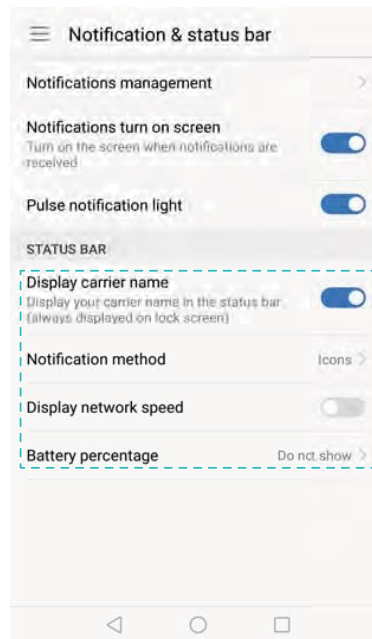 Notification & status bar
Notifications management
Notifications turn on screen
Turn on the screen when notifications are
received
Pulse notification light
STATUS BAR
Display carrier name
Display your carrier name in the status bar
(always displayed on lock screen)
Notification method Icons
Display network speed
Battery percentage Do not show